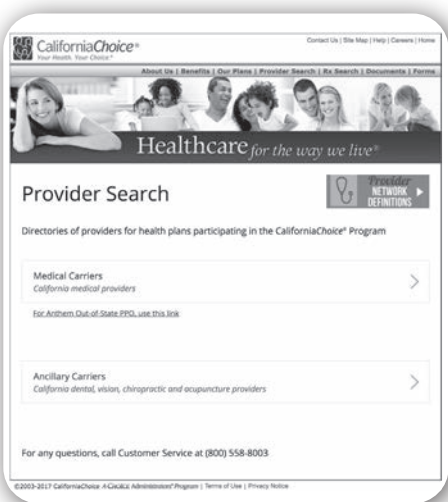 CaliforniaChoice®
Your Health. Your Choice.®
Contact Us | Site Map | Help | Careers | Home
About Us | Benefits | Our Plans | Provider Search | Rx Search | Documents | Forms
Healthcare for the way we live®
Provider Search
Provider
NETWORK
DEFINITIONS
Directories of providers for health plans participating in the CaliforniaChoice® Program
Medical Carriers
California medical providers
For Anthem Out-of-State PPO, use this link
Ancillary Carriers
California dental, vision, chiropractic and acupuncture providers
For any questions, call Customer Service at (800) 558-8003
©2003-2017 CaliforniaChoice A CHOICE Administrators® Program | Terms of Use | Privacy Notice